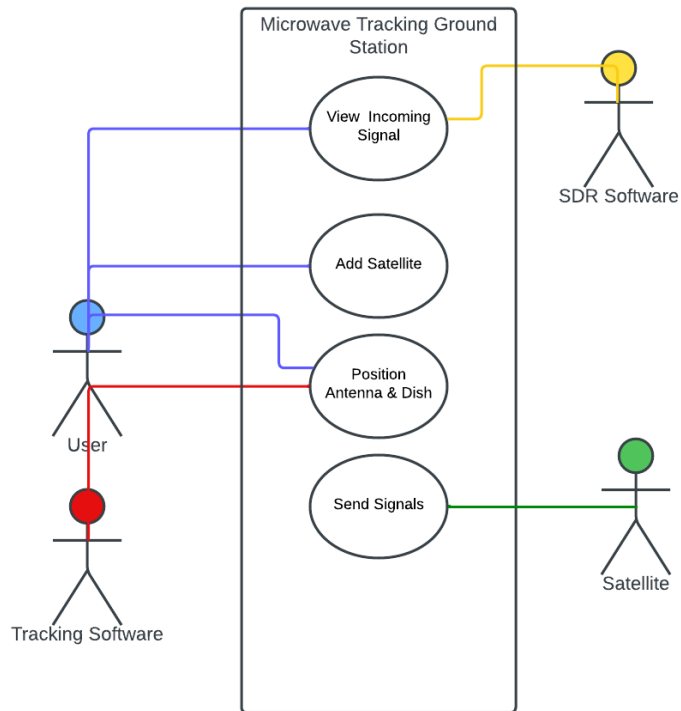 Microwave Tracking Ground
Station
View Incoming
Signal
SDR Software
Add Satellite
Position
Antenna & Dish
User
Send Signals
Satellite
Tracking Software